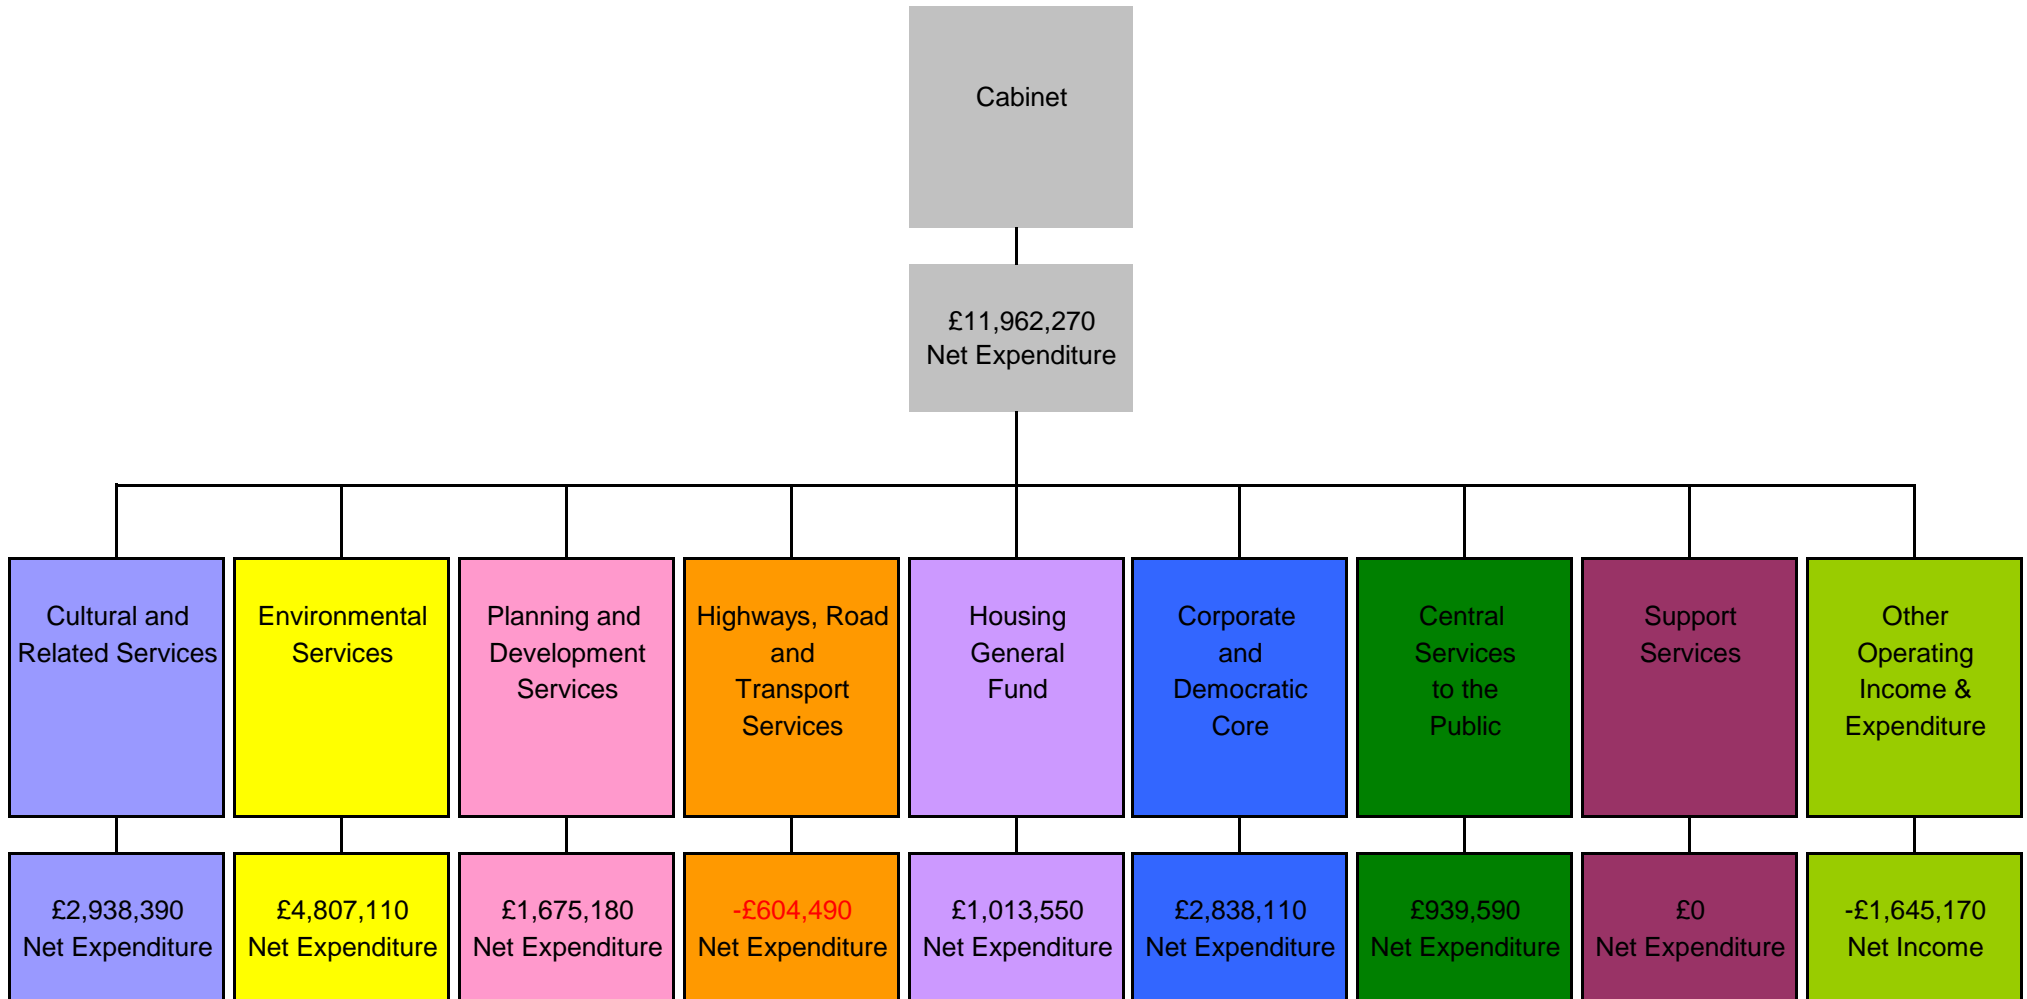 Cabinet
£11,962,270
Net Expenditure
Cultural and
Related Services
Environmental
Services
Planning and
Development
Services
Highways, Road
and
Transport
Services
Housing
General
Fund
Corporate
and
Democratic
Core
Central
Services
to the
Public
Support
Services
Other
Operating
Income &
Expenditure
£2,938,390
Net Expenditure
£4,807,110
Net Expenditure
£1,675,180
Net Expenditure
-£604,490
Net Expenditure
£1,013,550
Net Expenditure
£2,838,110
Net Expenditure
£939,590
Net Expenditure
£0
Net Expenditure
-£1,645,170
Net Income